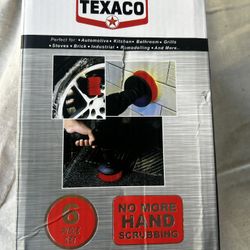 TEXACO
Perfect for: • Automotive • Kitchen • Bathroom • Grills
• Stoves • Brick • Industrial • Remodelling • And More...
6
NO MORE
HAND
SCRUBBING